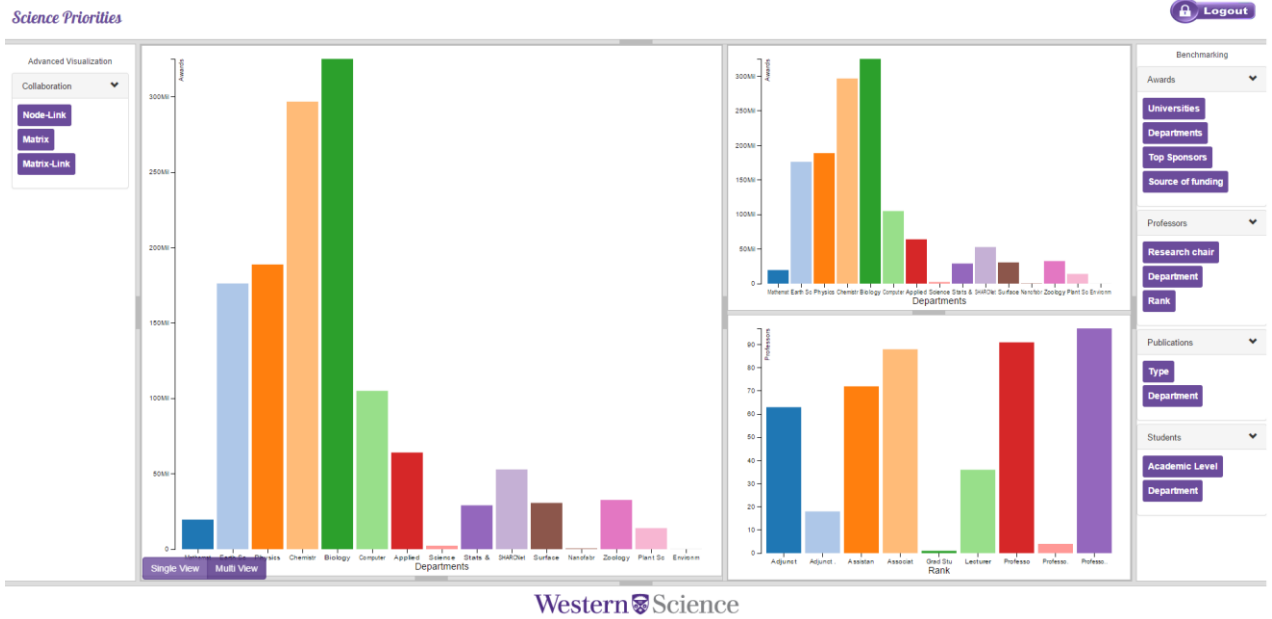 Science Priorities
Logout
Advanced Visualization
Collaboration
Node-Link
Matrix
Matrix-Link
Awards
300Mil
250Mil
200Mil
150Mil
100Mil
50Mil
0
Mathemat Earth Sc Physics Chemistr Biology Computer Applied Science Stats & SHARCNet Surface Nanofabr Zoology Plant Sc Environm
Departments
Single View Multi View
Awards
300Mil
250Mil
200Mil
150Mil
100Mil
50Mil
0
Mathemat Earth Sc Physics Chemistr Biology Computer Applied Science Stats & SHARCNet Surface Nanofabr Zoology Plant Sc Environm
Departments
Professors
90
80
70
60
50
40
30
20
10
0
Adjunct Adjunct.. Assistan Associat Grad Stu Lecturer Professo Professo. Professo..
Rank
Benchmarking
Awards
Universities
Departments
Top Sponsors
Source of funding
Professors
Research chair
Department
Rank
Publications
Type
Department
Students
Academic Level
Department
Western Science